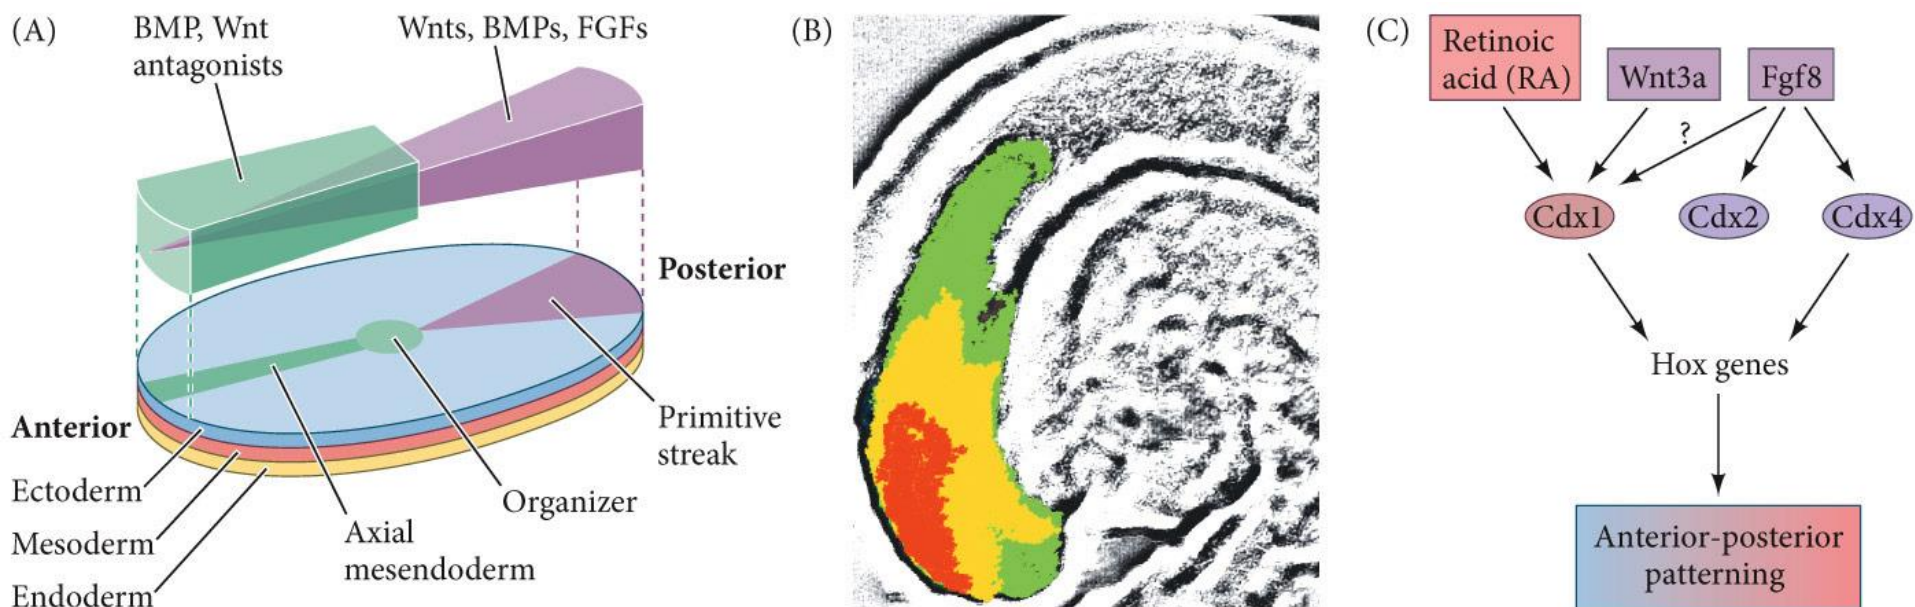 (A)
BMP, Wnt
antagonists
Wnts, BMPs, FGFs
Posterior
Anterior
Ectoderm
Mesoderm
Endoderm
Axial
mesendoderm
Organizer
Primitive
streak
(B)
(C)
Retinoic
acid (RA)
Wnt3a
Fgf8
?
Cdx1
Cdx2
Cdx4
Hox genes
Anterior-posterior
patterning